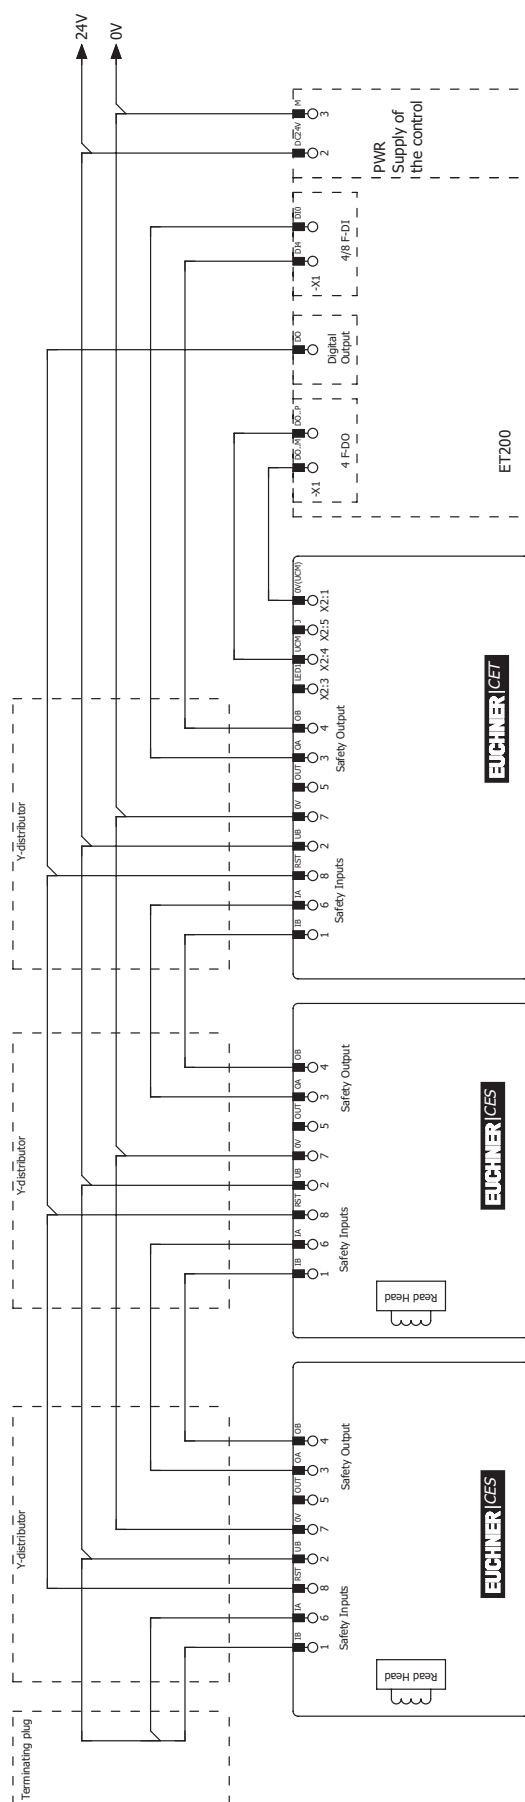 24V
0V
M
3
DC24V
2
PWR
Supply of
the control
DI0
DI4
-X1
4/8 F-DI
DO
Digital
Output
DO..P
DO..M
-X1
4 F-DO
ET200
0V(UCM)
X2:1
J
X2:5
UCM
X2:4
LED1
X2:3
OB
4
OA
3
Safety Output
OUT
5
0V
7
UB
2
RST
8
IA
6
IB
1
Safety Inputs
Y-distributor
EUCHNER|CET
OB
4
OA
3
Safety Output
OUT
5
0V
7
UB
2
RST
8
IA
6
IB
1
Safety Inputs
Y-distributor
EUCHNER|CES
Read Head
OB
4
OA
3
Safety Output
OUT
5
0V
7
UB
2
RST
8
IA
6
IB
1
Safety Inputs
Y-distributor
EUCHNER|CES
Read Head
Terminating plug